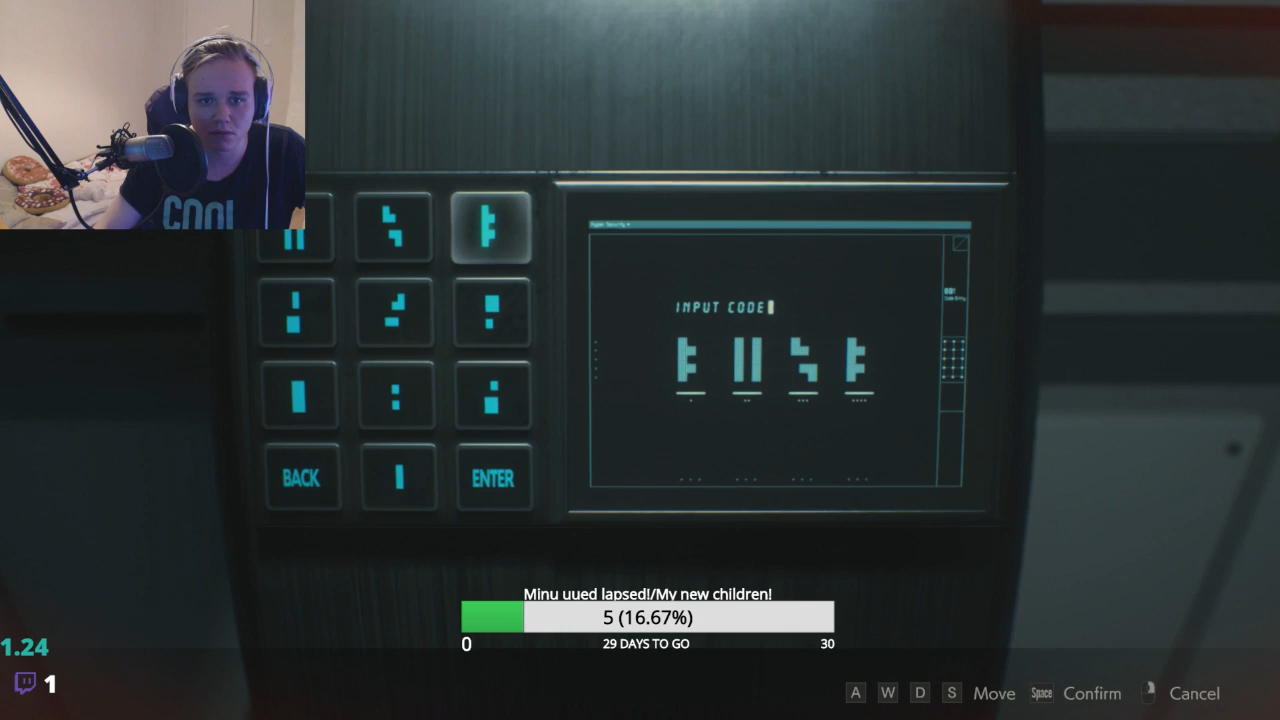 COOL
INPUT CODE
BACK
ENTER
Minu uued lapsed!/My new children!
5 (16.67%)
0
29 DAYS TO GO
30
1.24
1
A W D S Move Space Confirm Cancel